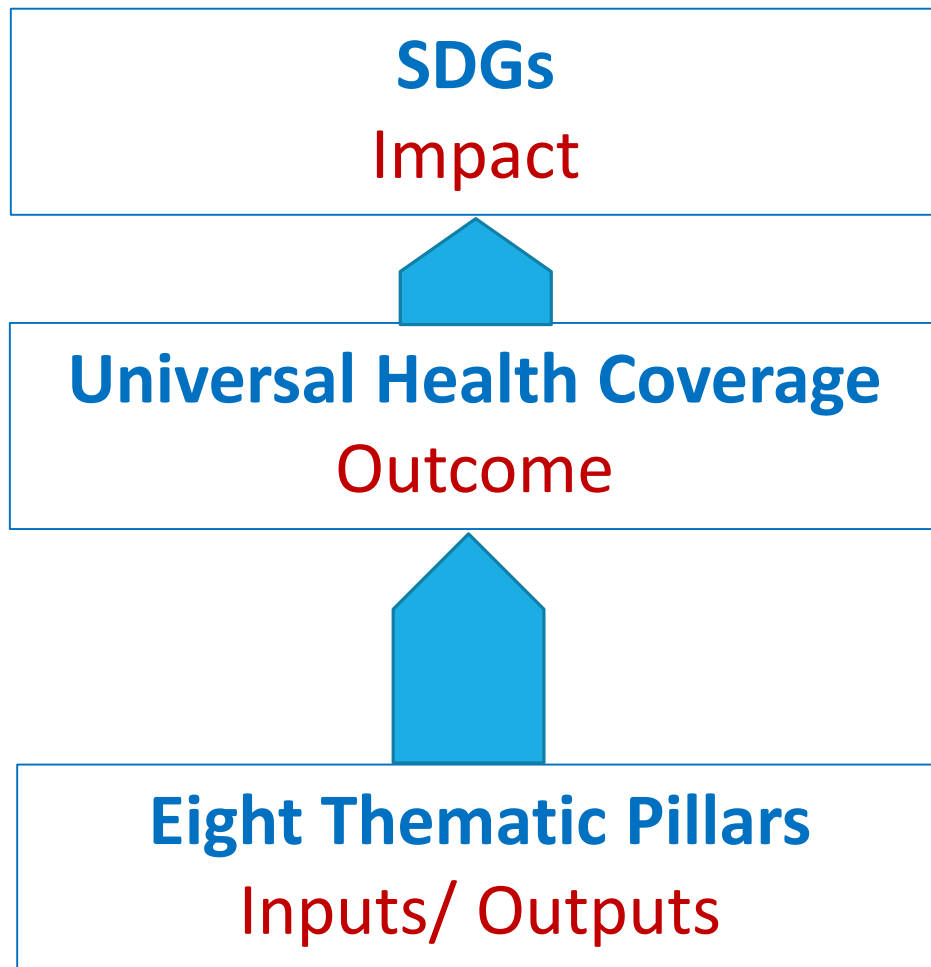 SDGs
Impact
Universal Health Coverage
Outcome
Eight Thematic Pillars
Inputs/ Outputs